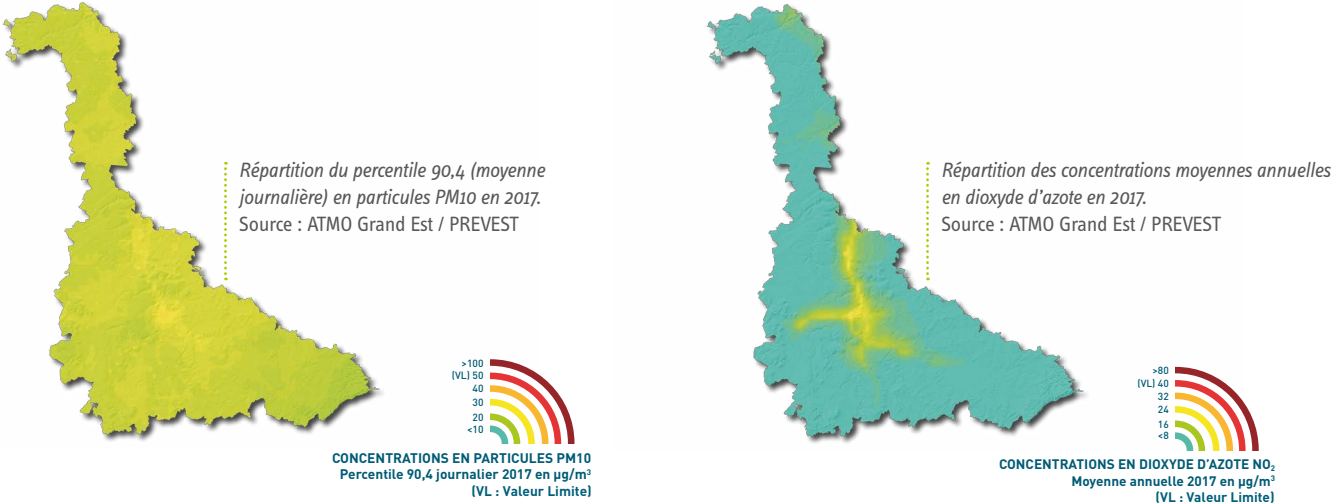 Répartition du percentile 90,4 (moyenne
journalière) en particules PM10 en 2017.
Source : ATMO Grand Est / PREVEST
>100
(VL) 50
40
30
20
<10
CONCENTRATIONS EN PARTICULES PM10
Percentile 90,4 journalier 2017 en µg/m³
(VL : Valeur Limite)
Répartition des concentrations moyennes annuelles
en dioxyde d'azote en 2017.
Source : ATMO Grand Est / PREVEST
>80
(VL) 40
32
24
16
<8
CONCENTRATIONS EN DIOXYDE D'AZOTE NO₂
Moyenne annuelle 2017 en µg/m³
(VL : Valeur Limite)